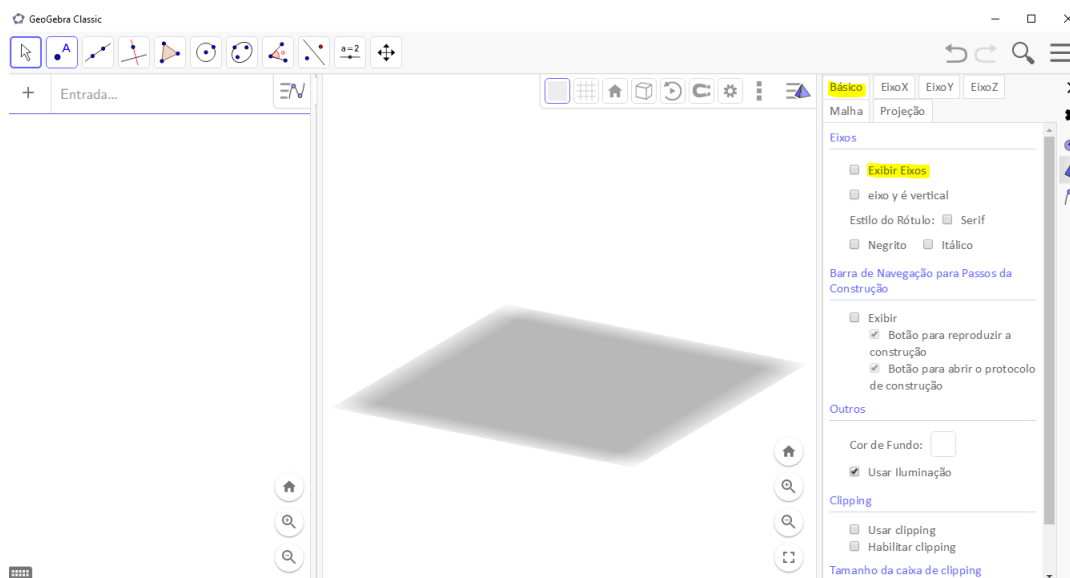 GeoGebra Classic
A
a=2
Entrada...
Básico
EixoX
EixoY
EixoZ
Malha
Projeção
Eixos
Exibir Eixos
eixo y é vertical
Estilo do Rótulo:
Serif
Negrito
Itálico
Barra de Navegação para Passos da
Construção
Exibir
Botão para reproduzir a
construção
Botão para abrir o protocolo
de construção
Outros
Cor de Fundo:
Usar Iluminação
Clipping
Usar clipping
Habilitar clipping
Tamanho da caixa de clipping